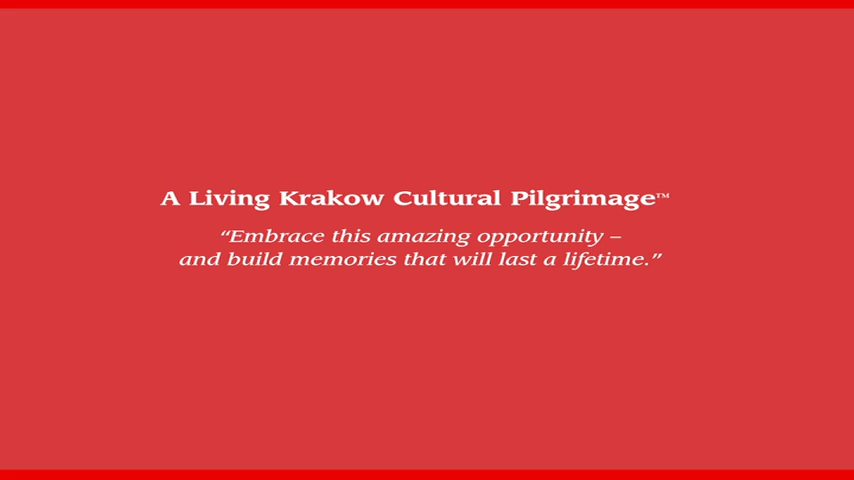 A Living Krakow Cultural Pilgrimage™
“Embrace this amazing opportunity –
and build memories that will last a lifetime.”